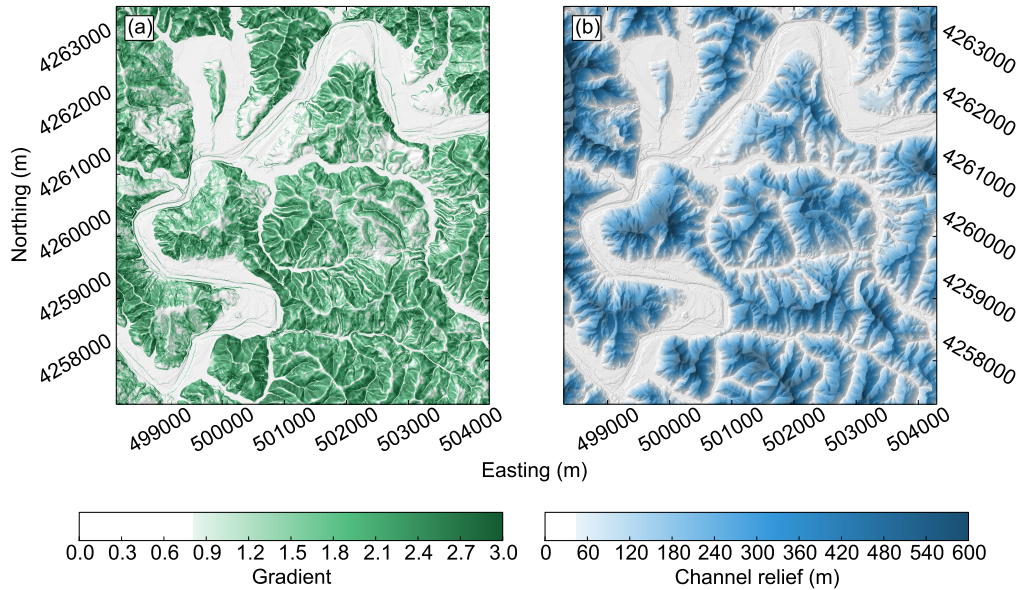 (a)
(b)
Northing (m)
4263000
4262000
4261000
4260000
4259000
4258000
4263000
4262000
4261000
4260000
4259000
4258000
499000 500000 501000 502000 503000 504000
499000 500000 501000 502000 503000 504000
Easting (m)
0.0 0.3 0.6 0.9 1.2 1.5 1.8 2.1 2.4 2.7 3.0
Gradient
0 60 120 180 240 300 360 420 480 540 600
Channel relief (m)